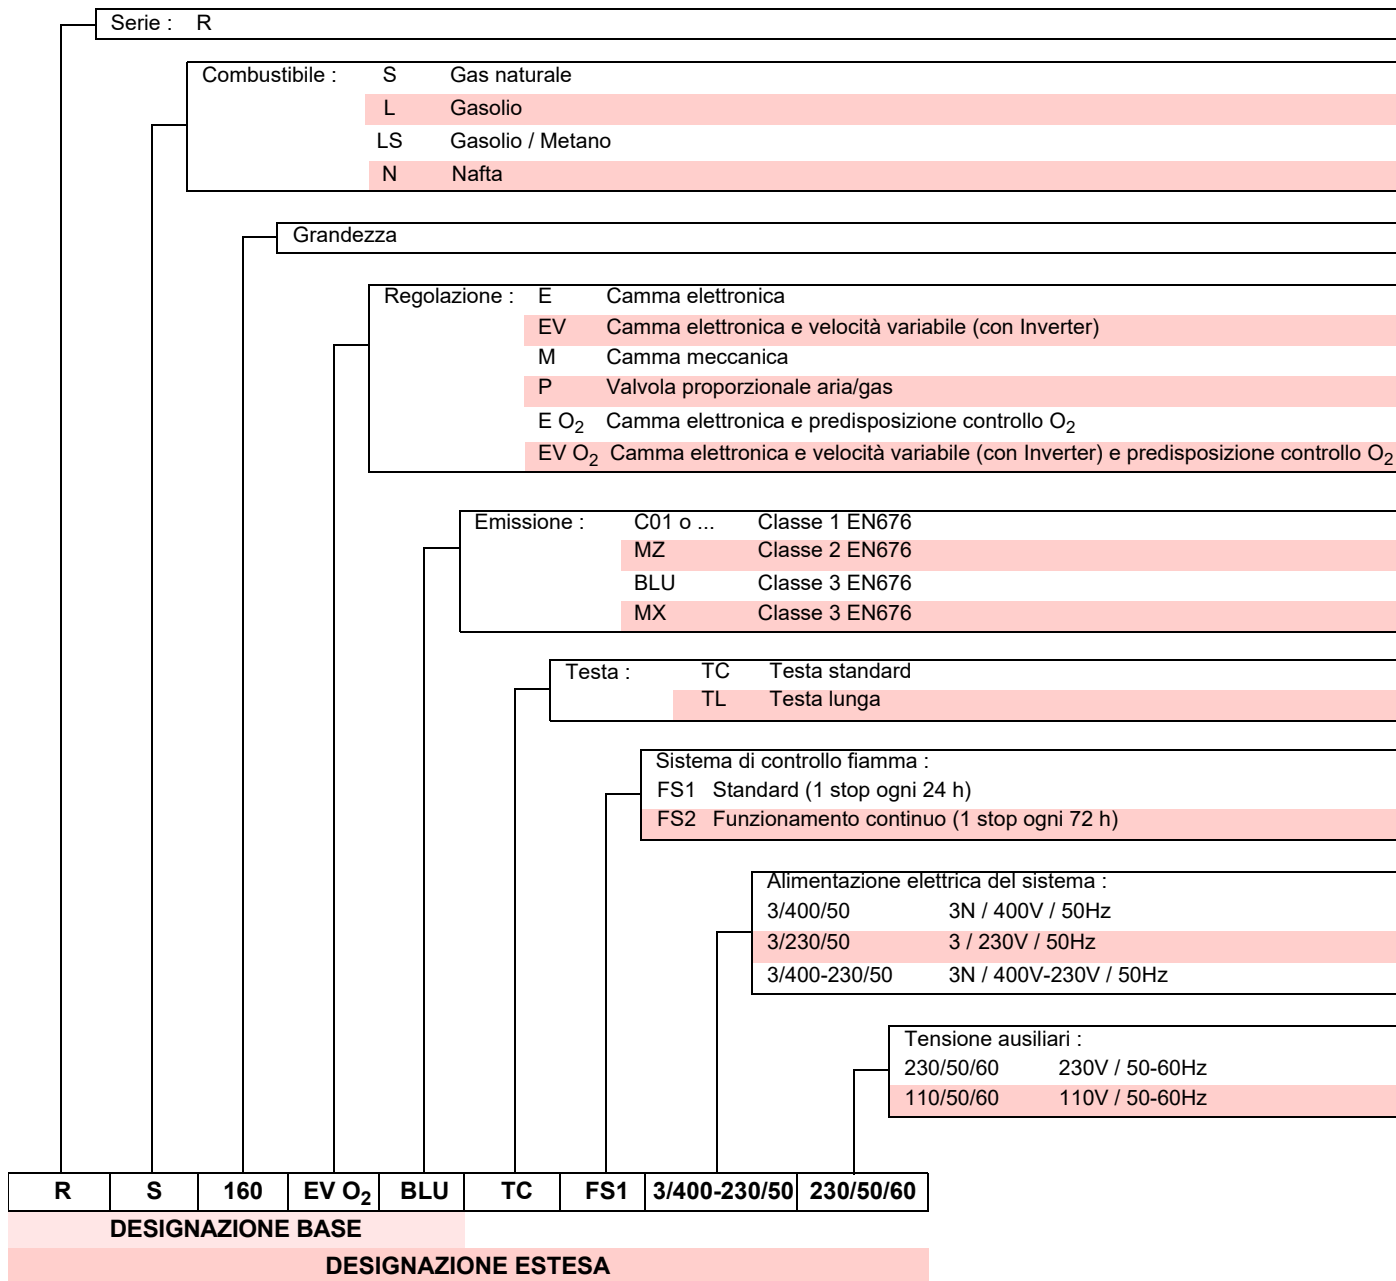 Serie : R
Combustibile : S Gas naturale
L Gasolio
LS Gasolio / Metano
N Nafta
Grandezza
Regolazione : E Camma elettronica
EV Camma elettronica e velocità variabile (con Inverter)
M Camma meccanica
P Valvola proporzionale aria/gas
E O2 Camma elettronica e predisposizione controllo O2
EV O2 Camma elettronica e velocità variabile (con Inverter) e predisposizione controllo O2
Emissione : C01 o ... Classe 1 EN676
MZ Classe 2 EN676
BLU Classe 3 EN676
MX Classe 3 EN676
Testa : TC Testa standard
TL Testa lunga
Sistema di controllo fiamma :
FS1 Standard (1 stop ogni 24 h)
FS2 Funzionamento continuo (1 stop ogni 72 h)
Alimentazione elettrica del sistema :
3/400/50 3N / 400V / 50Hz
3/230/50 3 / 230V / 50Hz
3/400-230/50 3N / 400V-230V / 50Hz
Tensione ausiliari :
230/50/60 230V / 50-60Hz
110/50/60 110V / 50-60Hz
R S 160 EV O2 BLU TC FS1 3/400-230/50 230/50/60
DESIGNAZIONE BASE
DESIGNAZIONE ESTESA